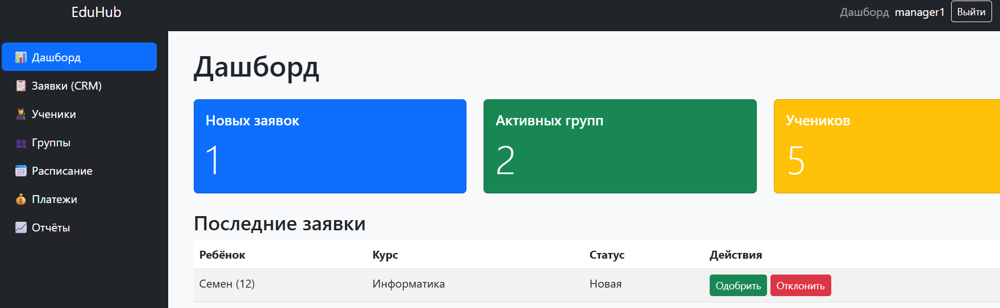 EduHub
Дашборд manager1 Выйти
Дашборд
Заявки (CRM)
Ученики
Группы
Расписание
Платежи
Отчёты
Дашборд
Новых заявок
1
Активных групп
2
Учеников
5
Последние заявки
Ребёнок Курс Статус Действия
Семен (12) Информатика Новая Одобрить Отклонить